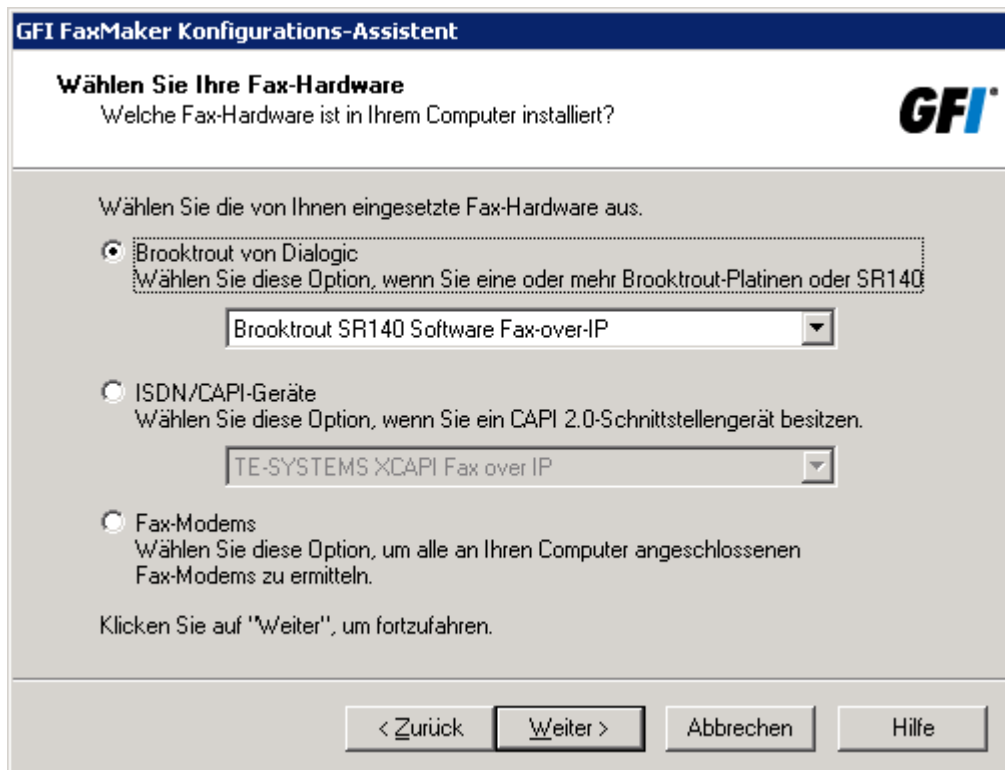 GFI FaxMaker Konfigurations-Assistent
Wählen Sie Ihre Fax-Hardware
Welche Fax-Hardware ist in Ihrem Computer installiert?
GFI
Wählen Sie die von Ihnen eingesetzte Fax-Hardware aus.
Brooktrout von Dialogic
Wählen Sie diese Option, wenn Sie eine oder mehr Brooktrout-Platinen oder SR140
Brooktrout SR140 Software Fax-over-IP
ISDN/CAPI-Geräte
Wählen Sie diese Option, wenn Sie ein CAPI 2.0-Schnittstellengerät besitzen.
TE-SYSTEMS XCAPI Fax over IP
Fax-Modems
Wählen Sie diese Option, um alle an Ihren Computer angeschlossenen
Fax-Modems zu ermitteln.
Klicken Sie auf "Weiter", um fortzufahren.
< Zurück Weiter > Abbrechen Hilfe